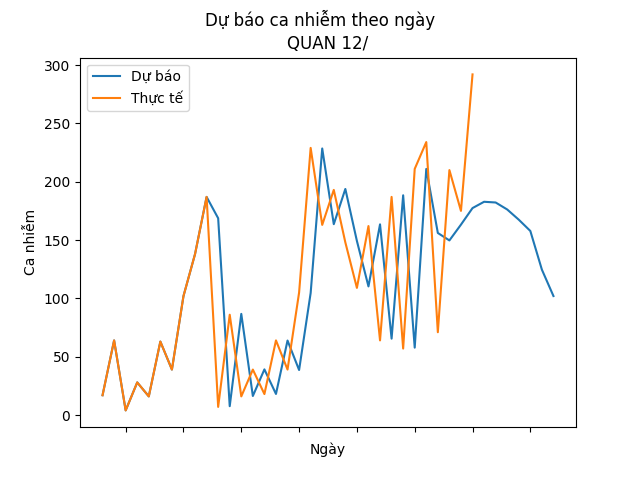 Dự báo ca nhiễm theo ngày
QUAN 12/
300
250
200
150
100
50
0
Ca nhiễm
Dự báo
Thực tế
Ngày